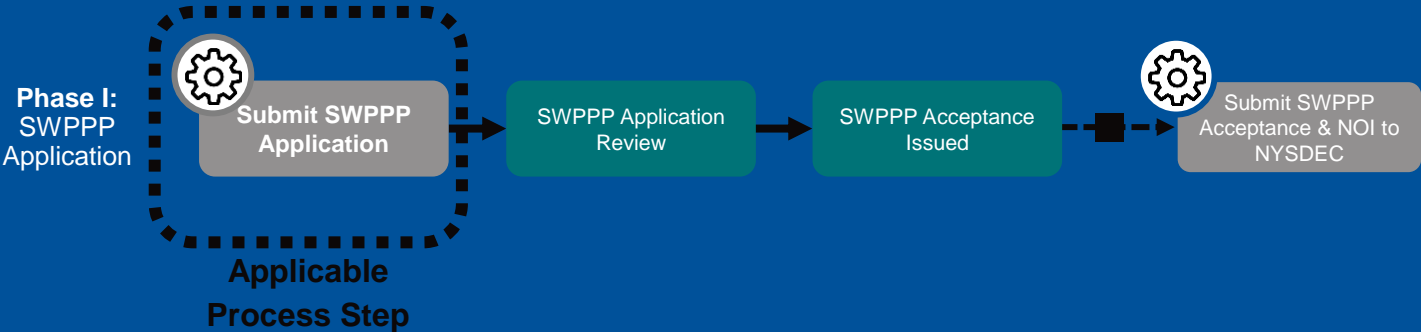 Phase I:
SWPPP
Application
Submit SWPPP
Application
SWPPP Application
Review
SWPPP Acceptance
Issued
Submit SWPPP
Acceptance & NOI to
NYSDEC
Applicable
Process Step